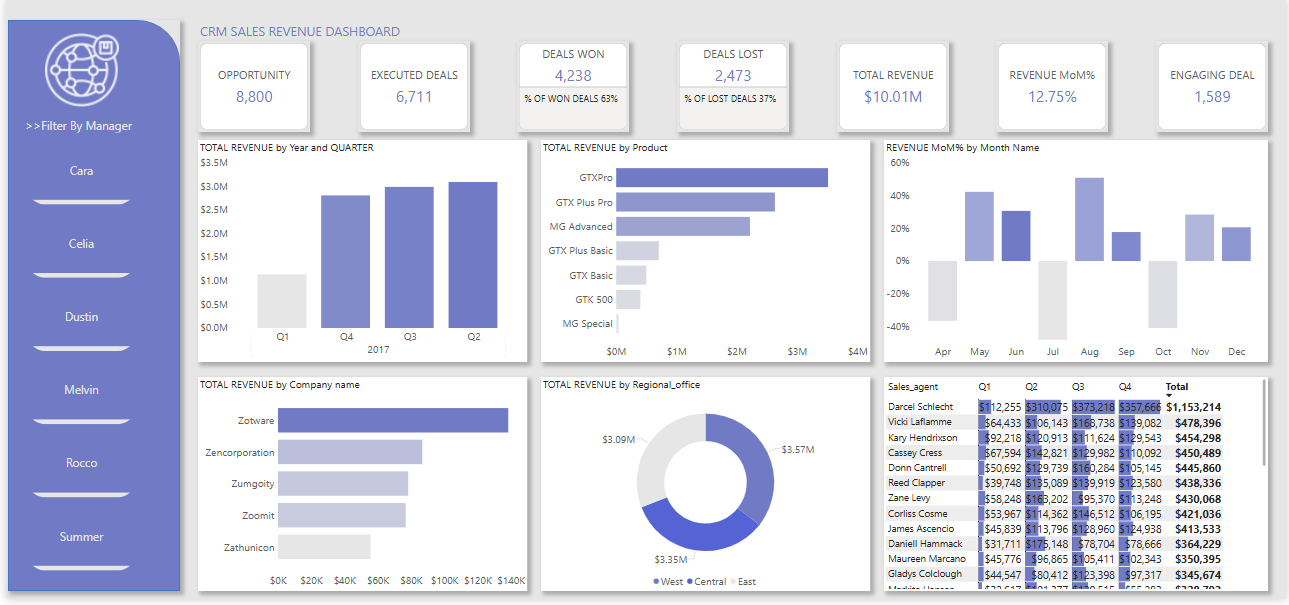 CRM SALES REVENUE DASHBOARD
>>Filter By Manager
Cara
Celia
Dustin
Melvin
Rocco
Summer
OPPORTUNITY
8,800
EXECUTED DEALS
6,711
DEALS WON
4,238
% OF WON DEALS 63%
DEALS LOST
2,473
% OF LOST DEALS 37%
TOTAL REVENUE
$10.01M
REVENUE MoM%
12.75%
ENGAGING DEAL
1,589
TOTAL REVENUE by Year and QUARTER
$3.5M
$3.0M
$2.5M
$2.0M
$1.5M
$1.0M
$0.5M
$0.0M
Q1 Q4 Q3 Q2
2017
TOTAL REVENUE by Product
GTXPro
GTX Plus Pro
MG Advanced
GTX Plus Basic
GTX Basic
GTK 500
MG Special
$0M $1M $2M $3M $4M
REVENUE MoM% by Month Name
60%
40%
20%
0%
-20%
-40%
Apr May Jun Jul Aug Sep Oct Nov Dec
TOTAL REVENUE by Company name
Zotware
Zencorporation
Zumgoity
Zoomit
Zathunicon
$0K $20K $40K $60K $80K $100K $120K $140K
TOTAL REVENUE by Regional_office
$3.09M
$3.57M
$3.35M
West Central East
Sales_agent Q1 Q2 Q3 Q4 Total
Darcel Schlecht $112,255 $310,075 $373,218 $357,666 $1,153,214
Vicki Laflamme $64,433 $106,143 $168,738 $139,082 $478,396
Kary Hendrixson $92,218 $120,913 $111,624 $129,543 $454,298
Cassey Cress $67,594 $142,821 $129,982 $110,092 $450,489
Donn Cantrell $50,692 $129,739 $160,284 $105,145 $445,860
Reed Clapper $39,748 $135,089 $139,919 $123,580 $438,336
Zane Levy $58,248 $163,202 $95,370 $113,248 $430,068
Corliss Cosme $53,967 $114,362 $146,512 $106,195 $421,036
James Ascencio $45,839 $113,796 $128,960 $124,938 $413,533
Daniell Hammack $31,711 $175,148 $78,704 $78,666 $364,229
Maureen Marcano $45,776 $96,865 $105,411 $102,343 $350,395
Gladys Colclough $44,547 $80,412 $123,398 $97,317 $345,674